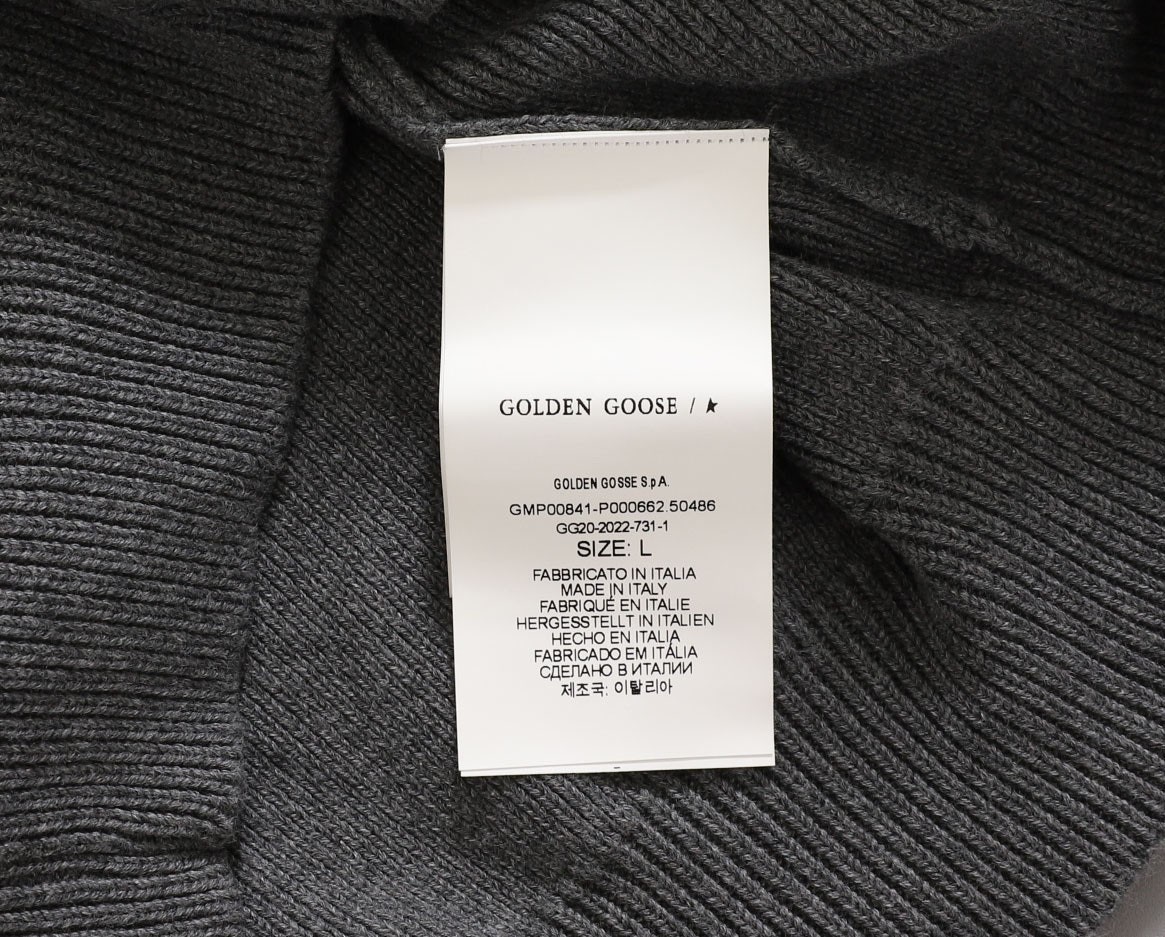 GOLDEN GOOSE / ★
GOLDEN GOSSE S.p.A.
GMP00841-P000662.50486
GG20-2022-731-1
SIZE: L
FABBRICATO IN ITALIA
MADE IN ITALY
FABRIQUÉ EN ITALIE
HERGESSTELLT IN ITALIEN
HECHO EN ITALIA
FABRICADO EM ITÁLIA
СДЕЛАНО В ИТАЛИИ
제조국: 이탈리아